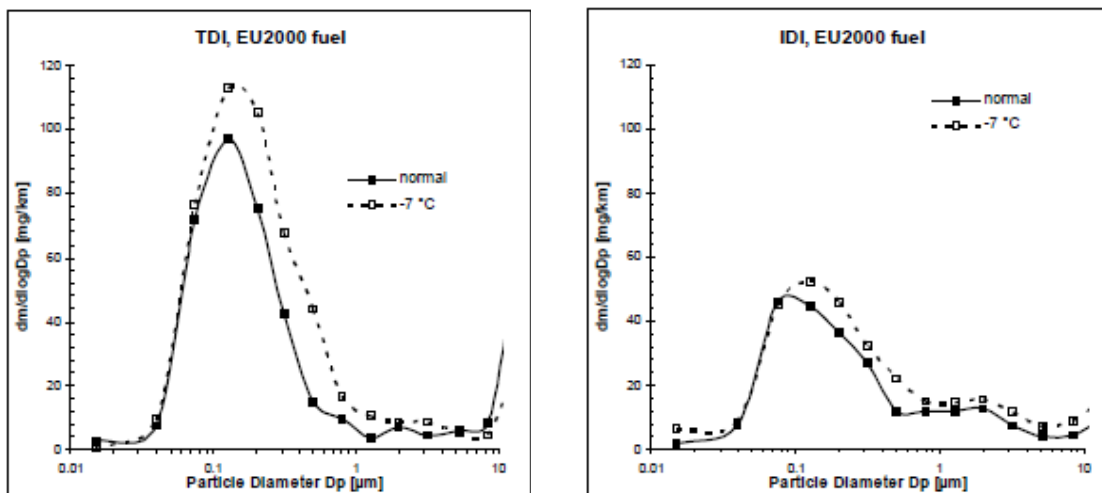 TDI, EU2000 fuel
120
100
80
60
40
20
0
dm/dlogDp [mg/km]
normal
-7 °C
0.01
0.1
1
10
Particle Diameter Dp [µm]
IDI, EU2000 fuel
120
100
80
60
40
20
0
dm/dlogDp [mg/km]
normal
-7 °C
0.01
0.1
1
10
Particle Diameter Dp [µm]